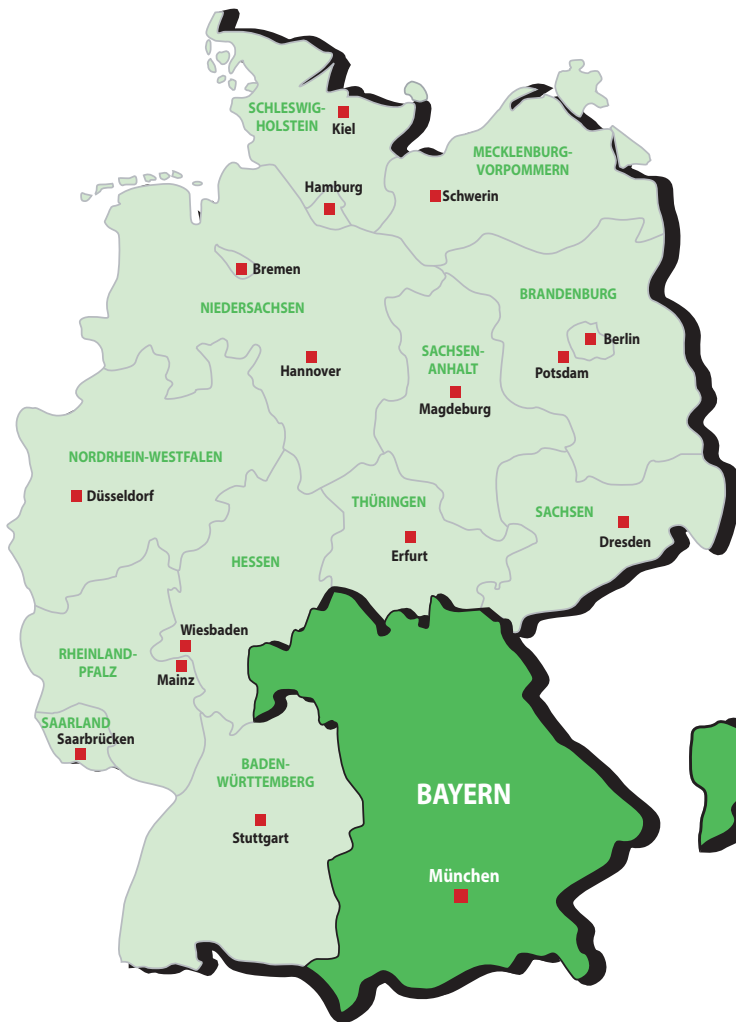 SCHLESWIG-
HOLSTEIN
Kiel
MECKLENBURG-
VORPOMMERN
Hamburg
Schwerin
Bremen
NIEDERSACHSEN
BRANDENBURG
Berlin
Potsdam
Hannover
SACHSEN-
ANHALT
Magdeburg
NORDRHEIN-WESTFALEN
Düsseldorf
THÜRINGEN
Erfurt
SACHSEN
Dresden
HESSEN
Wiesbaden
Mainz
RHEINLAND-
PFALZ
SAARLAND
Saarbrücken
BADEN-
WÜRTTEMBERG
Stuttgart
BAYERN
München